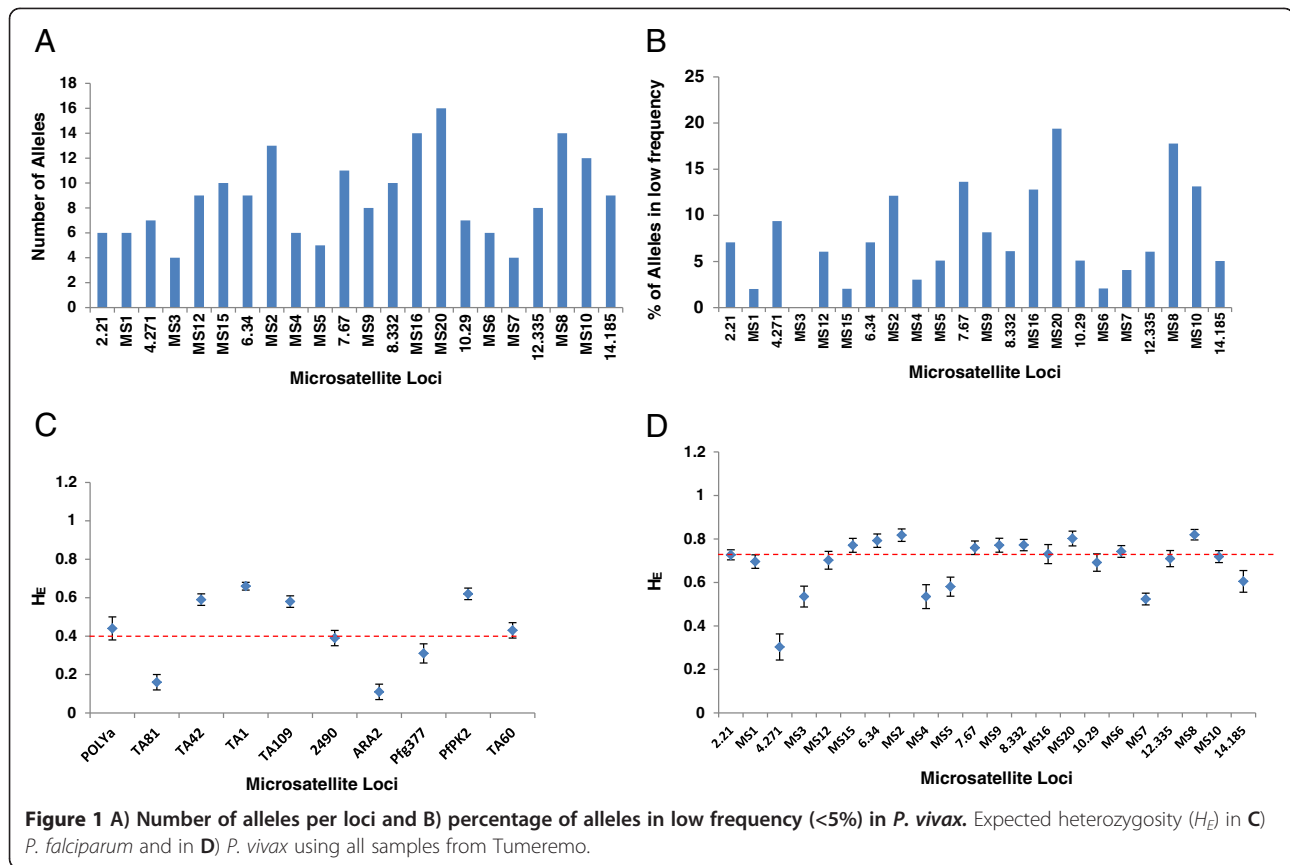 A
Number of Alleles
18
16
14
12
10
8
6
4
2
0
2.21
MS1
4.271
MS3
MS12
MS15
6.34
MS2
MS4
MS5
7.67
MS9
8.332
MS16
MS20
10.29
MS6
MS7
12.335
MS8
MS10
14.185
Microsatellite Loci
B
% of Alleles in low frequency
25
20
15
10
5
0
2.21
MS1
4.271
MS3
MS12
MS15
6.34
MS2
MS4
MS5
7.67
MS9
8.332
MS16
MS20
10.29
MS6
MS7
12.335
MS8
MS10
14.185
Microsatellite Loci
C
HE
1.2
1
0.8
0.6
0.4
0.2
0
POLYa
TA81
TA42
TA1
TA109
2490
ARA2
Pfg377
PfPK2
TA60
Microsatellite Loci
D
HE
1.2
1
0.8
0.6
0.4
0.2
0
2.21
MS1
4.271
MS3
MS12
MS15
6.34
MS2
MS4
MS5
7.67
MS9
8.332
MS16
MS20
10.29
MS6
MS7
12.335
MS8
MS10
14.185
Microsatellite Loci
Figure 1 A) Number of alleles per loci and B) percentage of alleles in low frequency (<5%) in P. vivax. Expected heterozygosity (HE) in C)
P. falciparum and in D) P. vivax using all samples from Tumeremo.